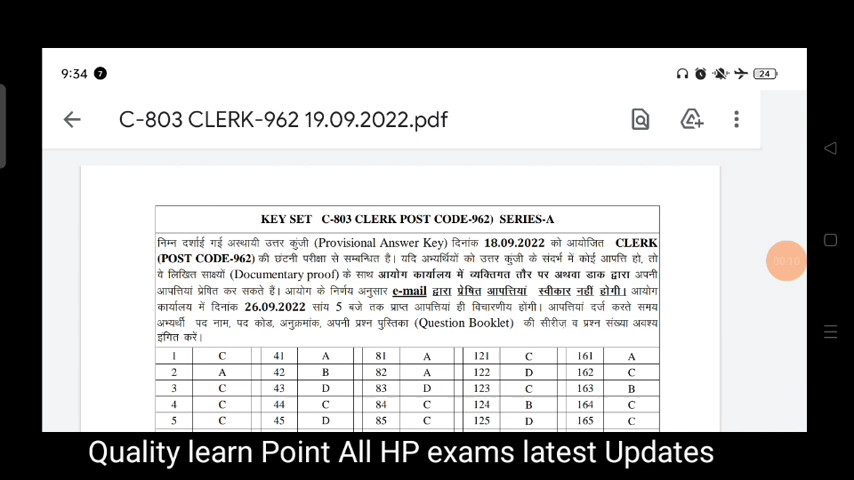 9:34 7 24
C-803 CLERK-962 19.09.2022.pdf
KEY SET C-803 CLERK POST CODE-962) SERIES-A
निम्न दर्शाई गई अस्थायी उत्तर कुंजी (Provisional Answer Key) दिनांक 18.09.2022 को आयोजित CLERK
(POST CODE-962) की छंटनी परीक्षा से सम्बन्धित है। यदि अभ्यर्थियों को उत्तर कुंजी के संदर्भ में कोई आपत्ति हो, तो
वे लिखित साक्ष्यों (Documentary proof) के साथ आयोग कार्यालय में व्यक्तिगत तौर पर अथवा डाक द्वारा अपनी
आपत्तियां प्रेषित कर सकते हैं। आयोग के निर्णय अनुसार e-mail द्वारा प्रेषित आपत्तियां स्वीकार नहीं होंगी। आयोग
कार्यालय में दिनांक 26.09.2022 सांय 5 बजे तक प्राप्त आपत्तियां ही विचारणीय होंगी। आपत्तियां दर्ज करते समय
अभ्यर्थी पद नाम, पद कोड, अनुक्रमांक, अपनी प्रश्न पुस्तिका (Question Booklet) की सीरीज़ व प्रश्न संख्या अवश्य
इंगित करें।
1 C 41 A 81 A 121 C 161 A
2 A 42 B 82 A 122 D 162 C
3 C 43 D 83 D 123 C 163 B
4 C 44 C 84 C 124 B 164 C
5 C 45 D 85 C 125 D 165 C
Quality learn Point All HP exams latest Updates